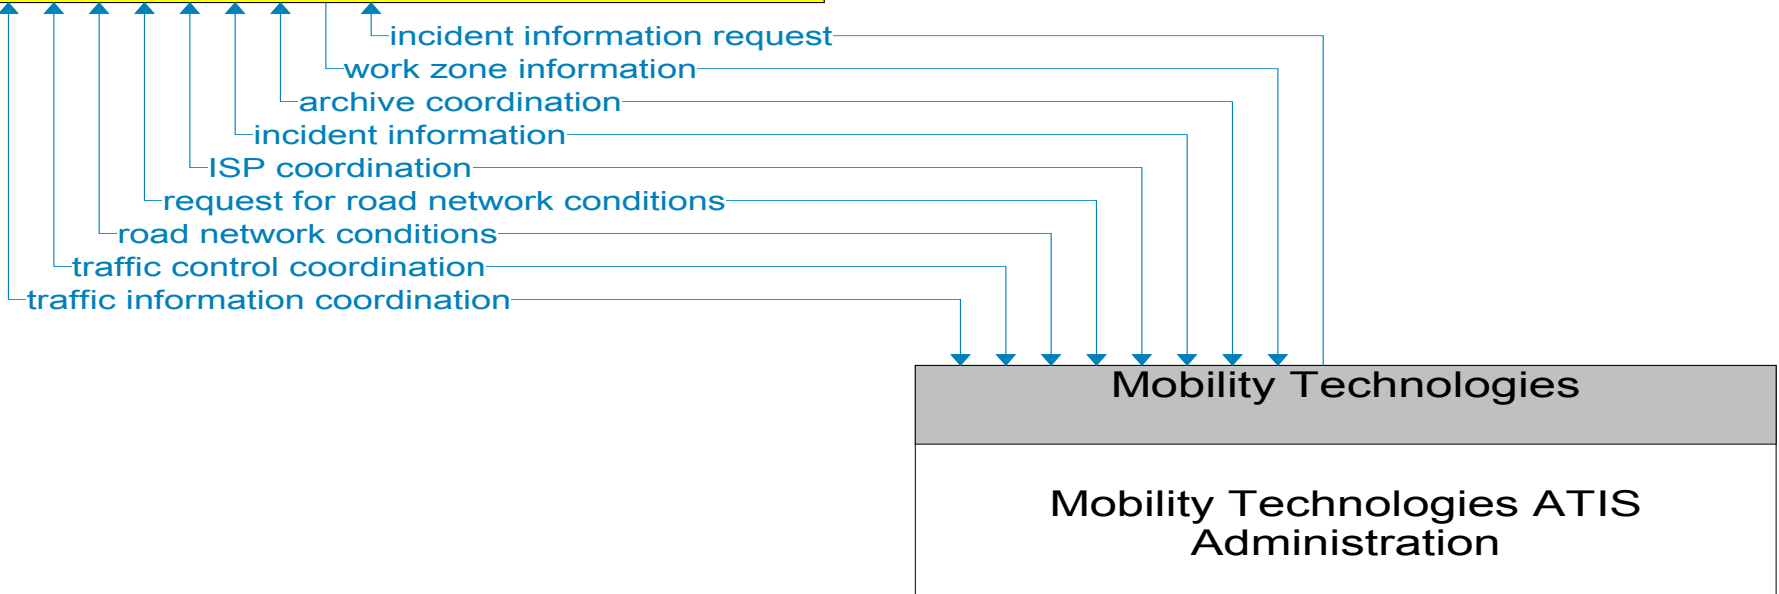 incident information request
work zone information
archive coordination
incident information
ISP coordination
request for road network conditions
road network conditions
traffic control coordination
traffic information coordination
Mobility Technologies
Mobility Technologies ATIS
Administration